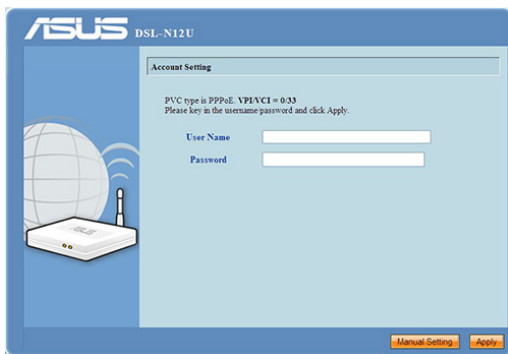 ASUS DSL-N12U
Account Setting
PVC type is PPPoE. VPI/VCI = 0/33
Please key in the username/password and click Apply.
User Name
Password
Manual Setting Apply